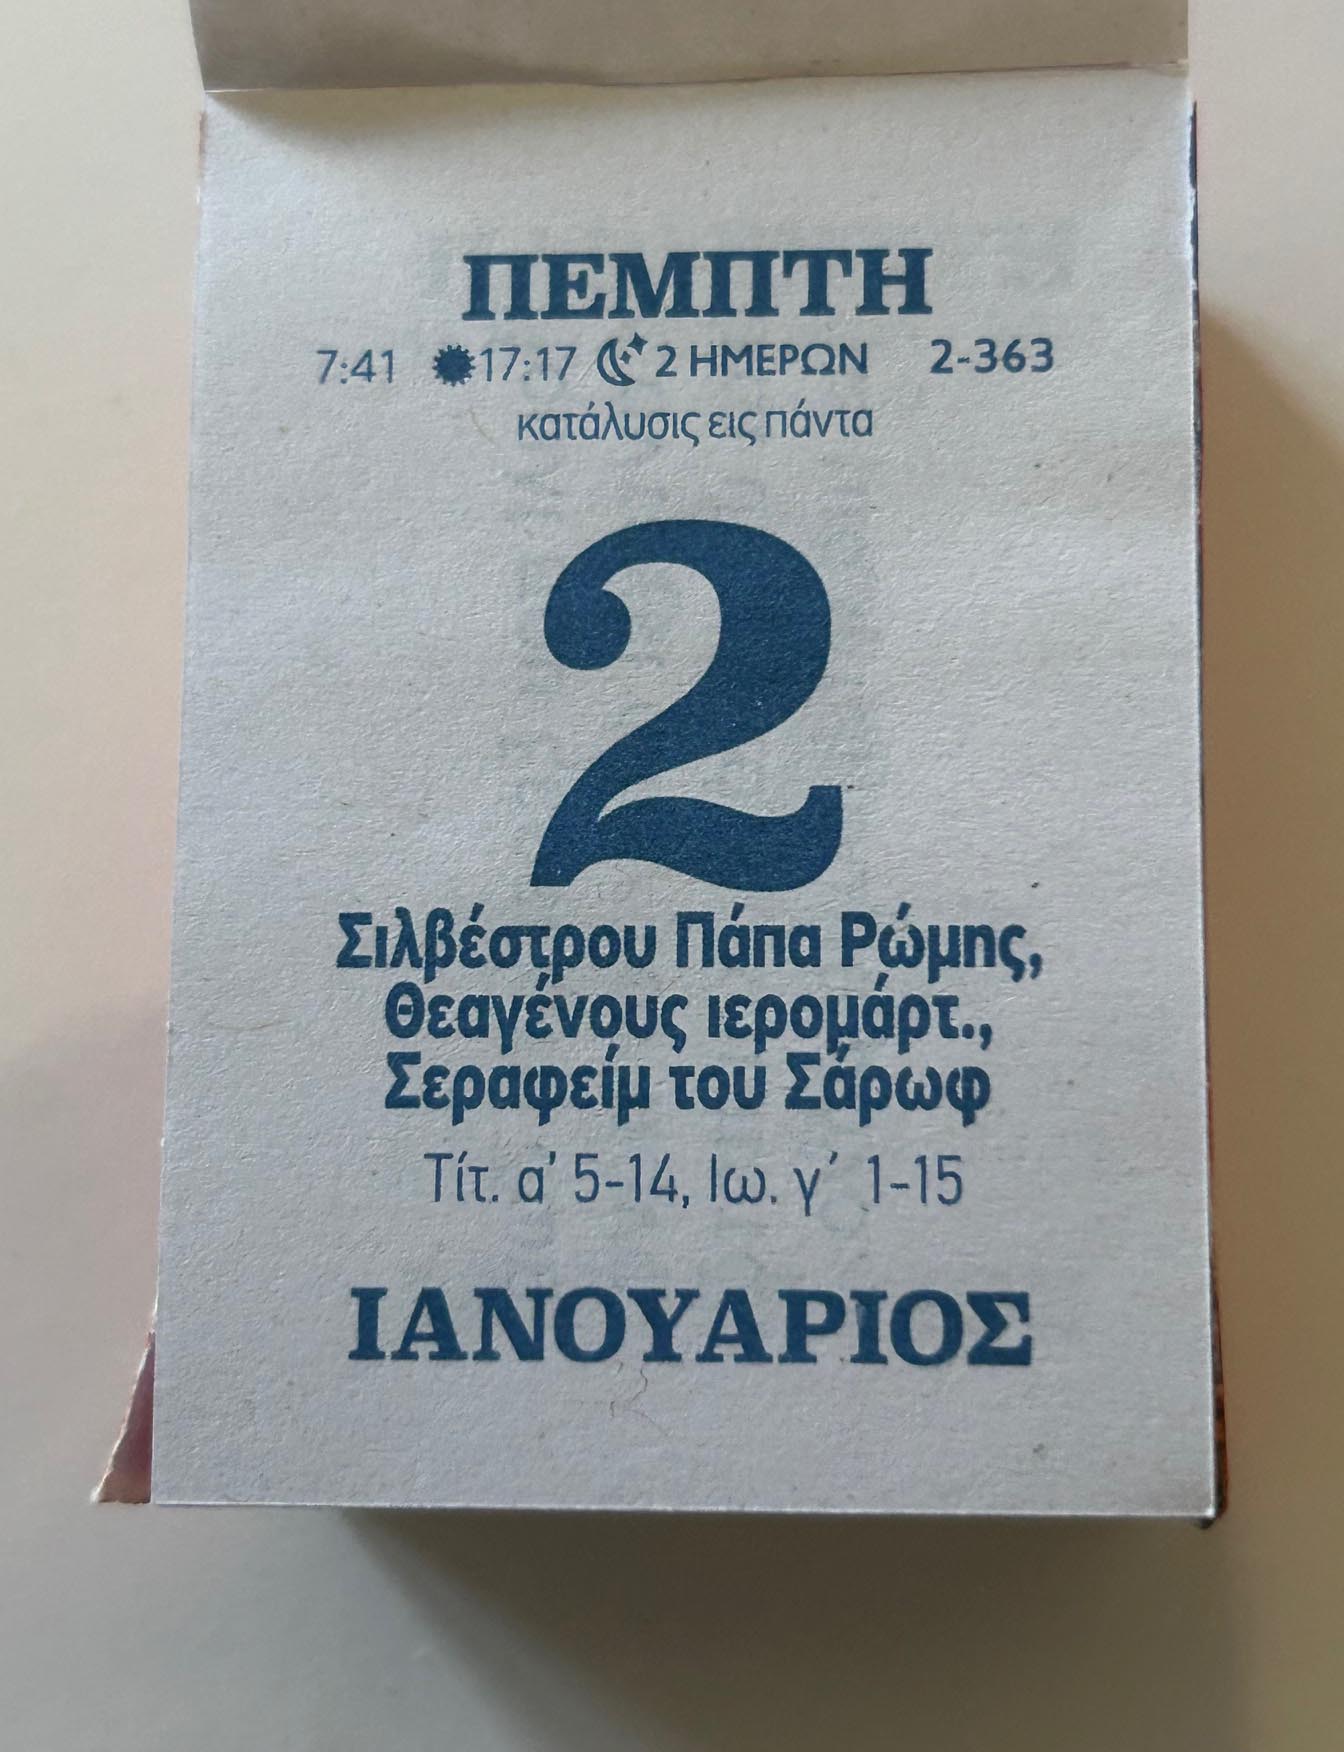 ΠΕΜΠΤΗ
7:41 17:17 2 ΗΜΕΡΩΝ 2-363
κατάλυσις εις πάντα
2
Σιλβέστρου Πάπα Ρώμης,
Θεαγένους ιερομάρτ.,
Σεραφείμ του Σάρωφ
Τίτ. α' 5-14, Ιω. γ' 1-15
ΙΑΝΟΥΑΡΙΟΣ